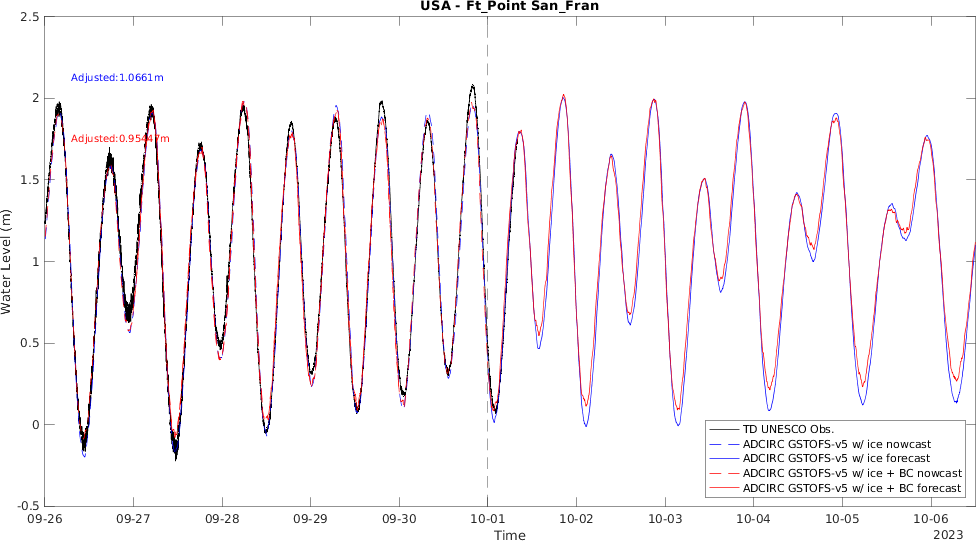 USA - Ft_Point San_Fran
2.5
2
1.5
1
0.5
0
-0.5
Water Level (m)
Adjusted:1.0661m
Adjusted:0.95447m
TD UNESCO Obs.
ADCIRC GSTOFS-v5 w/ ice nowcast
ADCIRC GSTOFS-v5 w/ ice forecast
ADCIRC GSTOFS-v5 w/ ice + BC nowcast
ADCIRC GSTOFS-v5 w/ ice + BC forecast
09-26 09-27 09-28 09-29 09-30 10-01 10-02 10-03 10-04 10-05 10-06
Time
2023